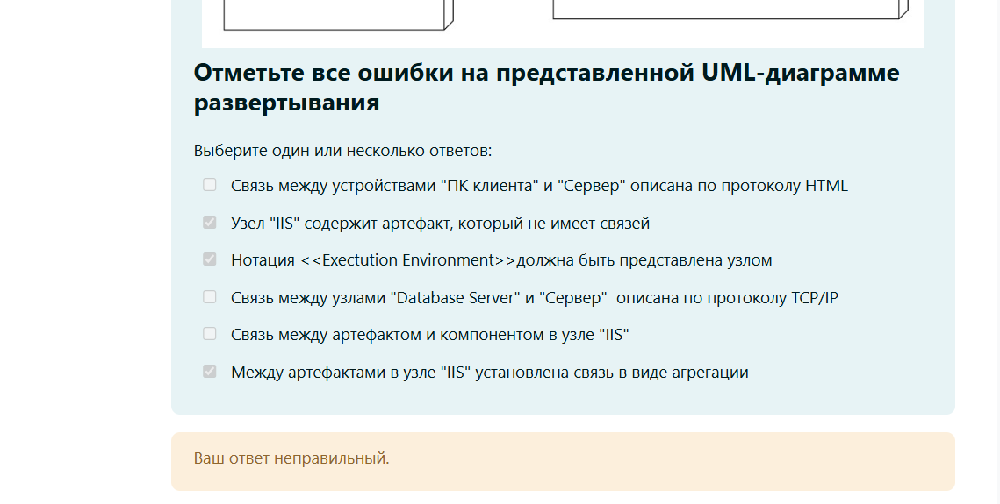 Отметьте все ошибки на представленной UML-диаграмме
развертывания
Выберите один или несколько ответов:
Связь между устройствами "ПК клиента" и "Сервер" описана по протоколу HTML
Узел "IIS" содержит артефакт, который не имеет связей
Нотация <<Exectution Environment>>должна быть представлена узлом
Связь между узлами "Database Server" и "Сервер"  описана по протоколу TCP/IP
Связь между артефактом и компонентом в узле "IIS"
Между артефактами в узле "IIS" установлена связь в виде агрегации
Ваш ответ неправильный.